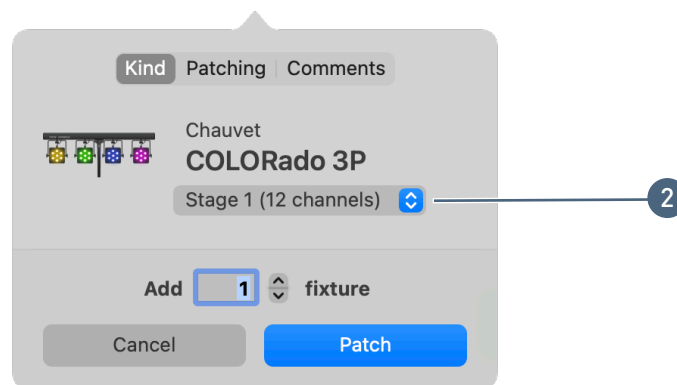 Kind Patching Comments
Chauvet
COLORado 3P
Stage 1 (12 channels)
2
Add 1 fixture
Cancel Patch